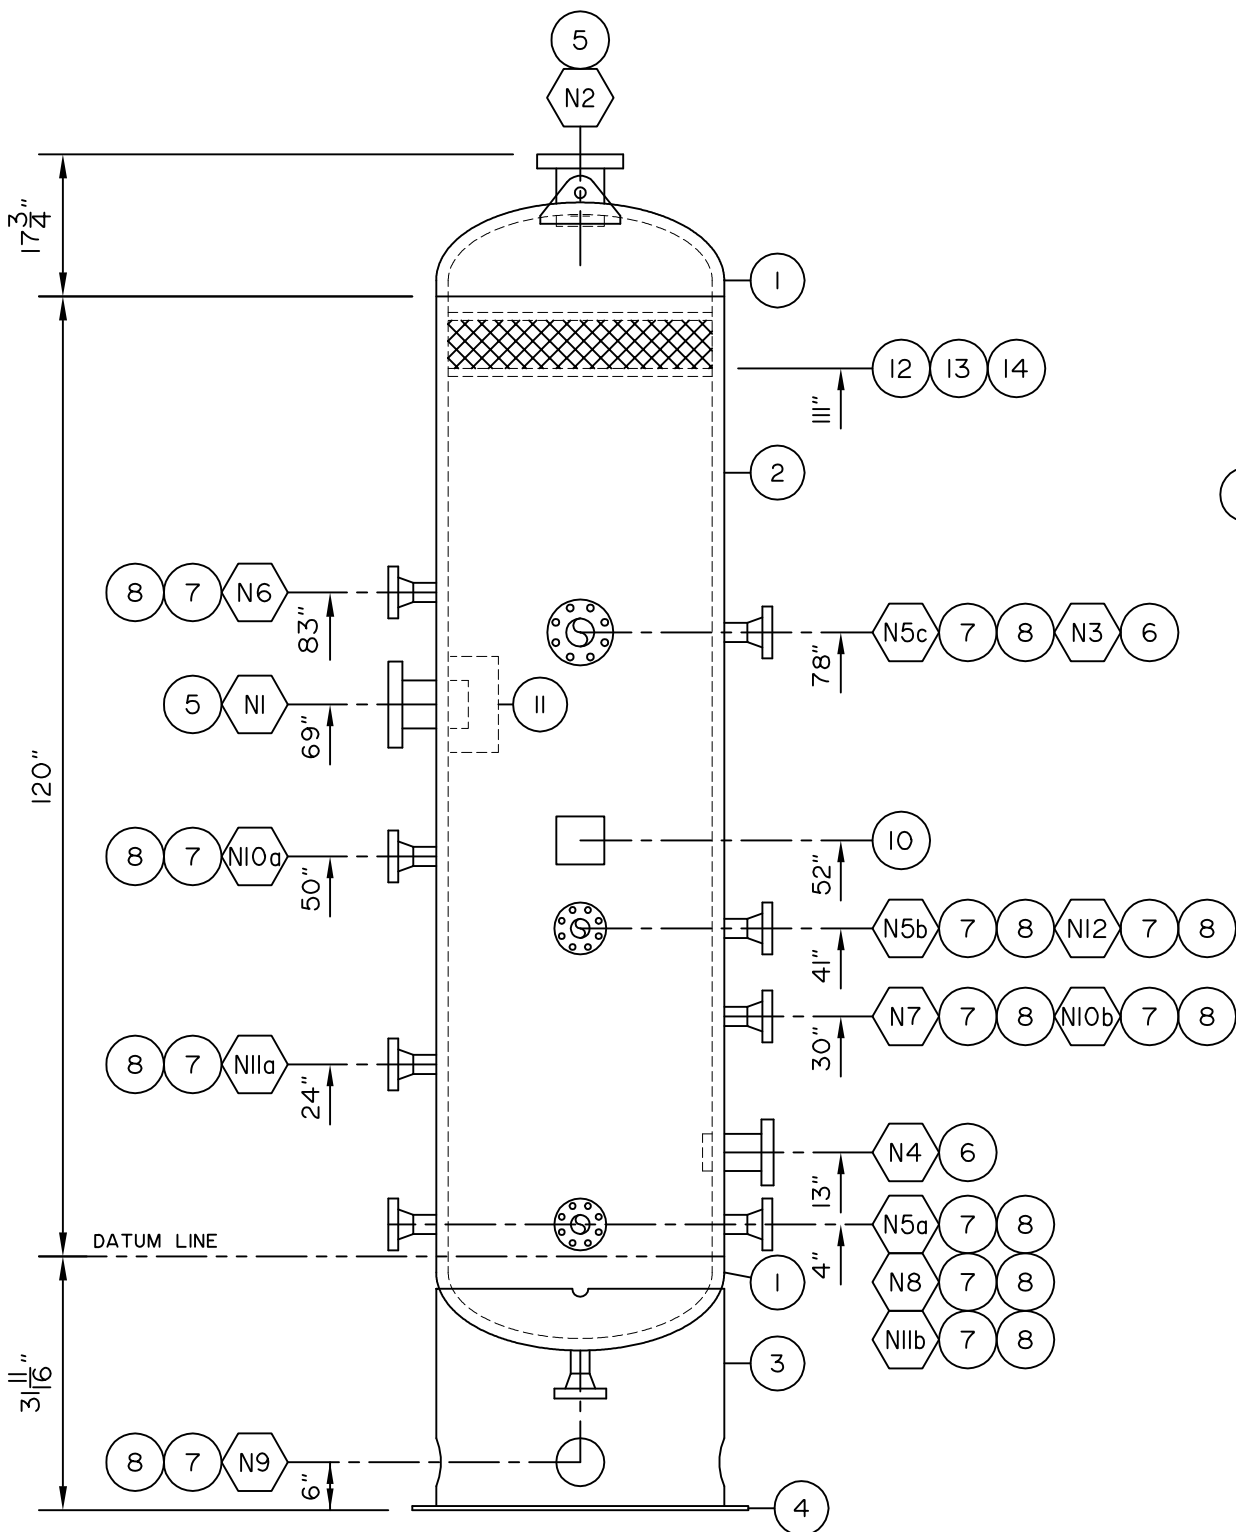 5
N2
17 3/4"
1
12 13 14
111"
2
8 7 N6
83"
N5c 7 8 N3 6
78"
5 N1
69"
11
120"
10
52"
8 7 N10a
50"
N5b 7 8 N12 7 8
41"
N7 7 8 N10b 7 8
30"
8 7 N11a
24"
N4 6
13"
N5a 7 8
4"
DATUM LINE
1
N8 7 8
N11b 7 8
3
31 11/16"
8 7 N9
6"
4